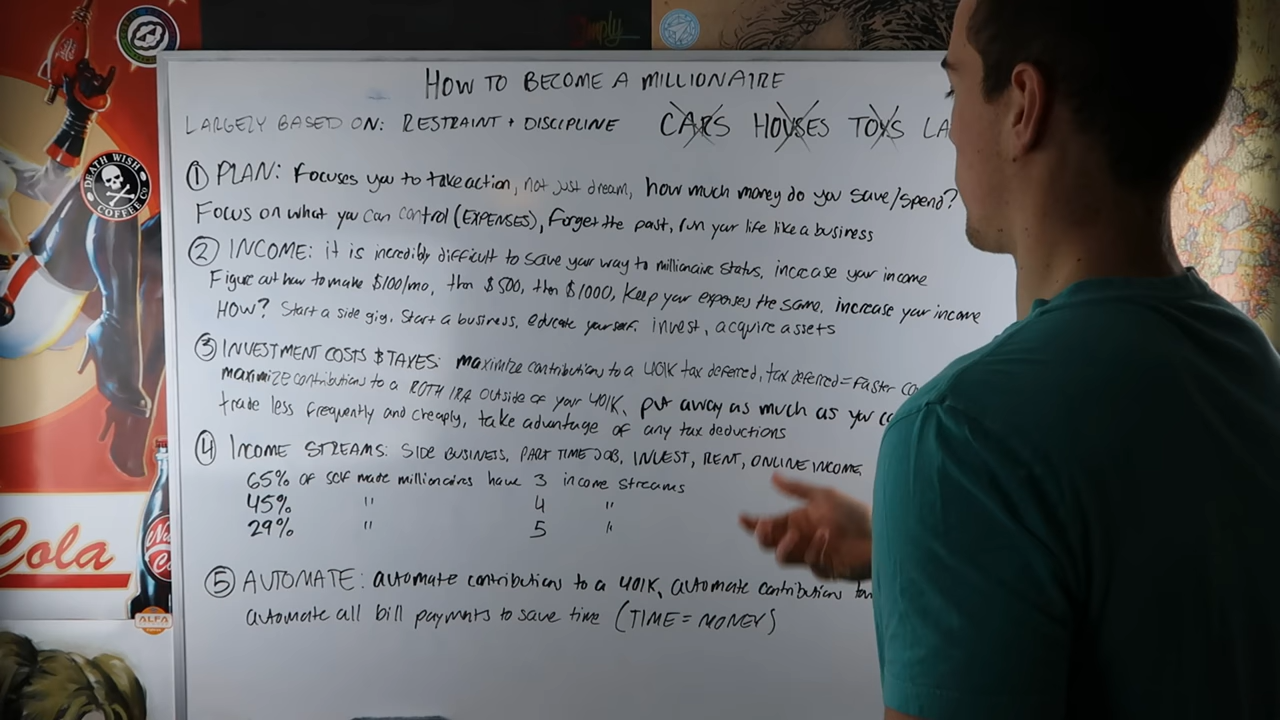 Simply
HOW TO BECOME A MILLIONAIRE
LARGELY BASED ON: RESTRAINT + DISCIPLINE CARS HOUSES TOYS LA
① PLAN: Focuses you to take action, not just dream, how much money do you save/spend?
Focus on what you can control (EXPENSES), Forget the past, run your life like a business
② INCOME: it is incredibly difficult to save your way to millionaire status, increase your income
Figure out how to make $100/mo, then $500, then $1000, keep your expenses the same, increase your income
HOW? Start a side gig, Start a business, educate yourself, invest, acquire assets
③ INVESTMENT COSTS $ TAXES: maximize contributions to a 401K tax deferred, tax deferred = Faster co
maximize contributions to a ROTH IRA outside of your 401K, put away as much as you c
trade less frequently and cheaply, take advantage of any tax deductions
④ INCOME STREAMS: SIDE BUSINESS, PART TIME JOB, INVEST, RENT, ONLINE INCOME,
65% of self made millionaires have 3 income streams
45% " 4 "
29% " 5 "
⑤ AUTOMATE: automate contributions to a 401K, automate contributions tow
automate all bill payments to save time (TIME = MONEY)
DEATH WISH
COFFEE CO
Cola
Nu
Co
ALFA